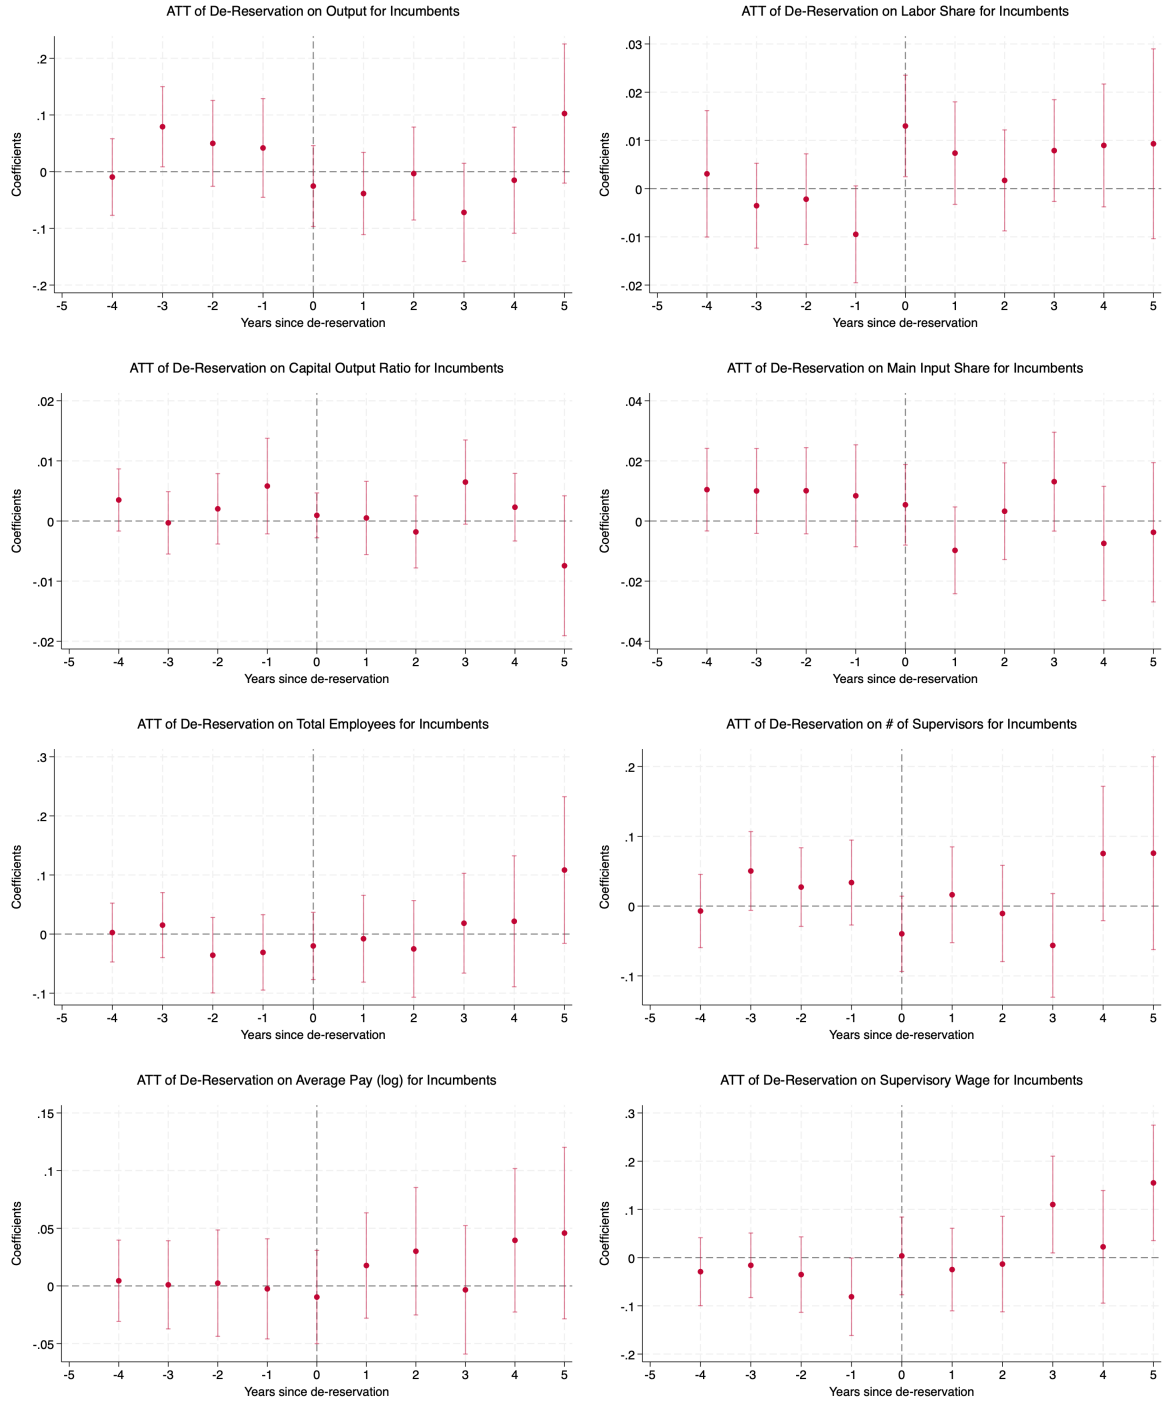 ATT of De-Reservation on Output for Incumbents
.2
.1
0
-.1
-.2
Coefficients
-5 -4 -3 -2 -1 0 1 2 3 4 5
Years since de-reservation
ATT of De-Reservation on Labor Share for Incumbents
.03
.02
.01
0
-.01
-.02
Coefficients
-5 -4 -3 -2 -1 0 1 2 3 4 5
Years since de-reservation
ATT of De-Reservation on Capital Output Ratio for Incumbents
.02
.01
0
-.01
-.02
Coefficients
-5 -4 -3 -2 -1 0 1 2 3 4 5
Years since de-reservation
ATT of De-Reservation on Main Input Share for Incumbents
.04
.02
0
-.02
-.04
Coefficients
-5 -4 -3 -2 -1 0 1 2 3 4 5
Years since de-reservation
ATT of De-Reservation on Total Employees for Incumbents
.3
.2
.1
0
-.1
Coefficients
-5 -4 -3 -2 -1 0 1 2 3 4 5
Years since de-reservation
ATT of De-Reservation on # of Supervisors for Incumbents
.2
.1
0
-.1
Coefficients
-5 -4 -3 -2 -1 0 1 2 3 4 5
Years since de-reservation
ATT of De-Reservation on Average Pay (log) for Incumbents
.15
.1
.05
0
-.05
Coefficients
-5 -4 -3 -2 -1 0 1 2 3 4 5
Years since de-reservation
ATT of De-Reservation on Supervisory Wage for Incumbents
.3
.2
.1
0
-.1
-.2
Coefficients
-5 -4 -3 -2 -1 0 1 2 3 4 5
Years since de-reservation